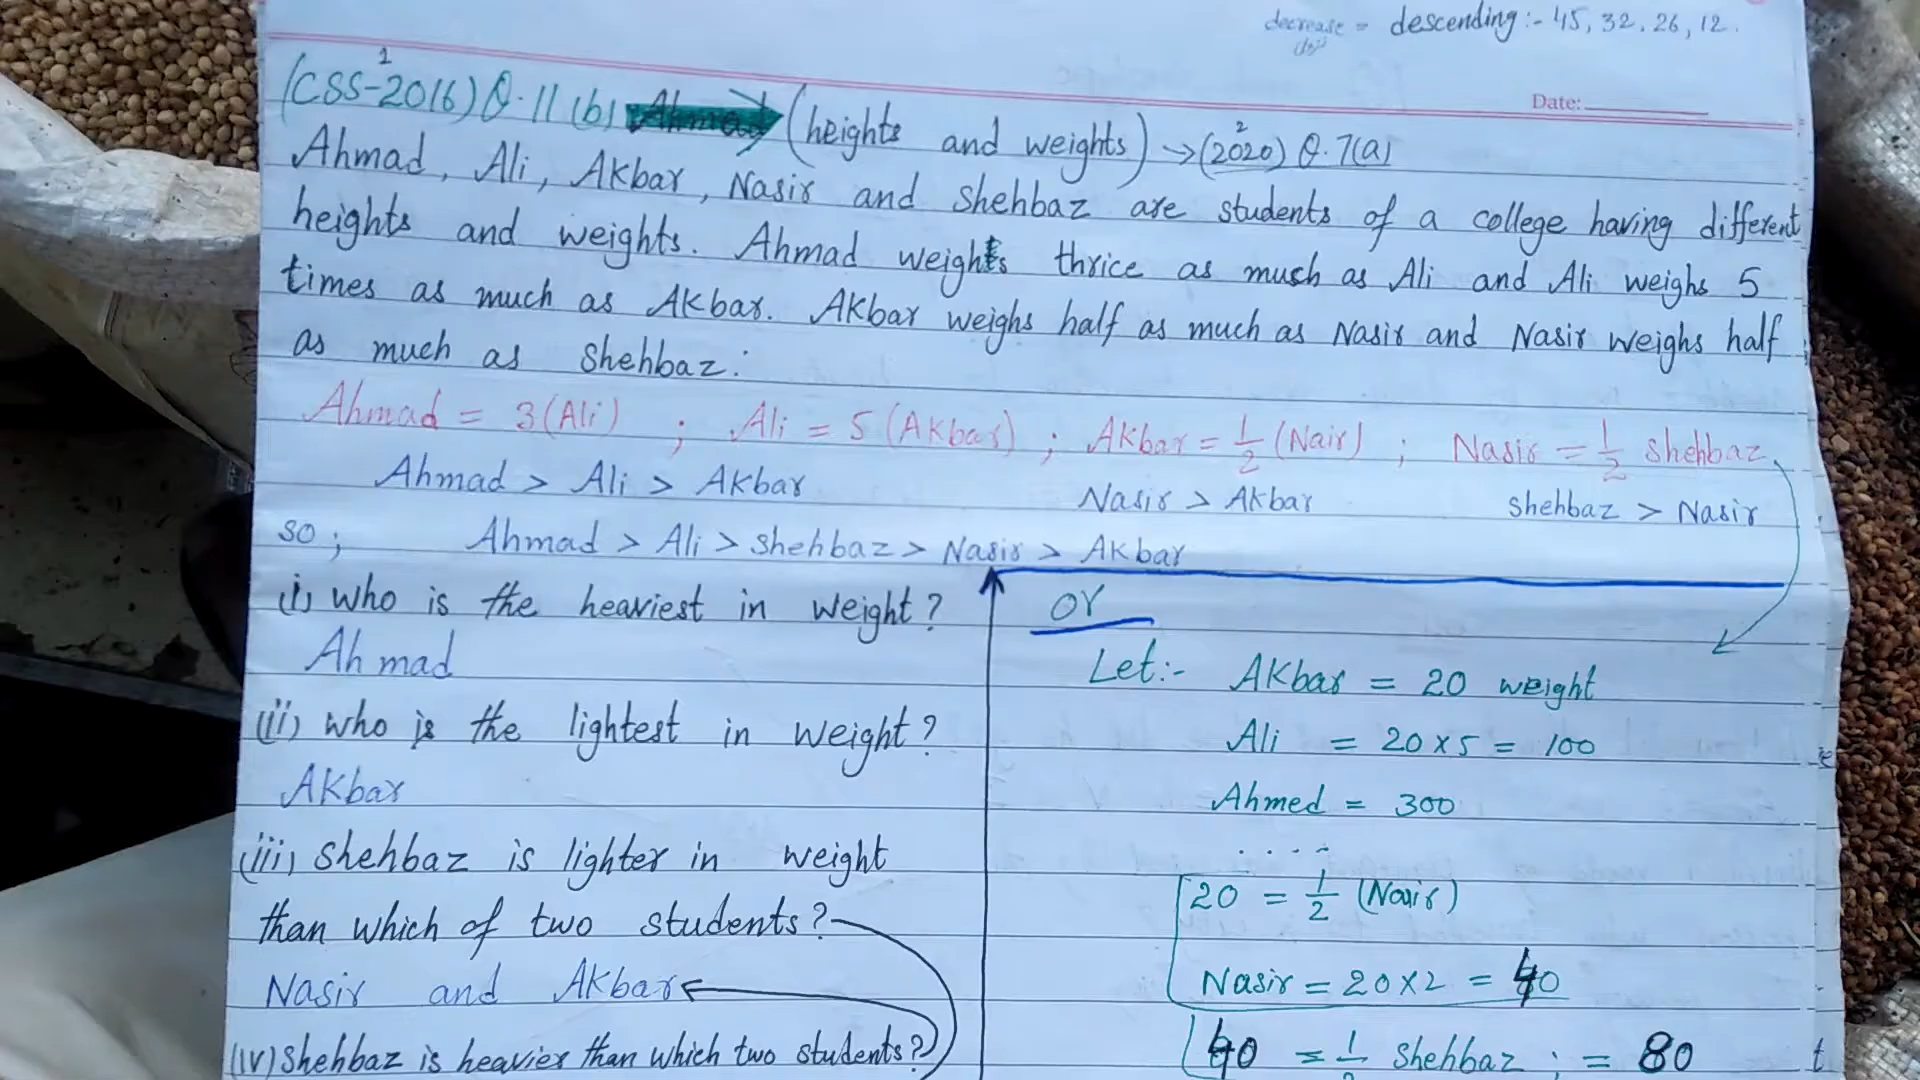 decrease = descending:- 45, 32, 26, 12.
Date:
1
(CSS-2016) Q.11 (b) Ahmad (heights and weights) → (2020) Q.7(a)
2
Ahmad, Ali, Akbar, Nasir and Shehbaz are students of a college having different
heights and weights. Ahmad weights thrice as much as Ali and Ali weighs 5
times as much as Akbar. Akbar weighs half as much as Nasir and Nasir weighs half
as much as Shehbaz:
Ahmad = 3(Ali) ; Ali = 5 (Akbar) ; Akbar = 1/2 (Nair) ; Nasir = 1/2 Shehbaz
Ahmad > Ali > Akbar Nasir > Akbar Shehbaz > Nasir
so; Ahmad > Ali > Shehbaz > Nasir > Akbar
(i) Who is the heaviest in weight?
Ahmad
(ii) Who is the lightest in weight?
Akbar
(iii) Shehbaz is lighter in weight
than which of two students?
Nasir and Akbar
(iv) Shehbaz is heavier than which two students?
or
Let:- Akbar = 20 weight
Ali = 20 x 5 = 100
Ahmed = 300
....
20 = 1/2 (Nair)
Nasir = 20 x 2 = 40
40 = 1/2 Shehbaz ; = 80